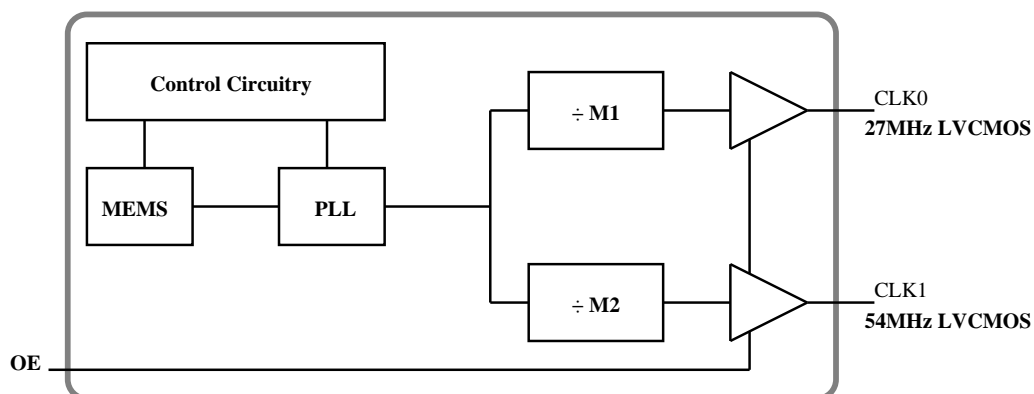 Control Circuitry
÷ M1
CLK0
27MHz LVCMOS
MEMS
PLL
÷ M2
CLK1
54MHz LVCMOS
OE